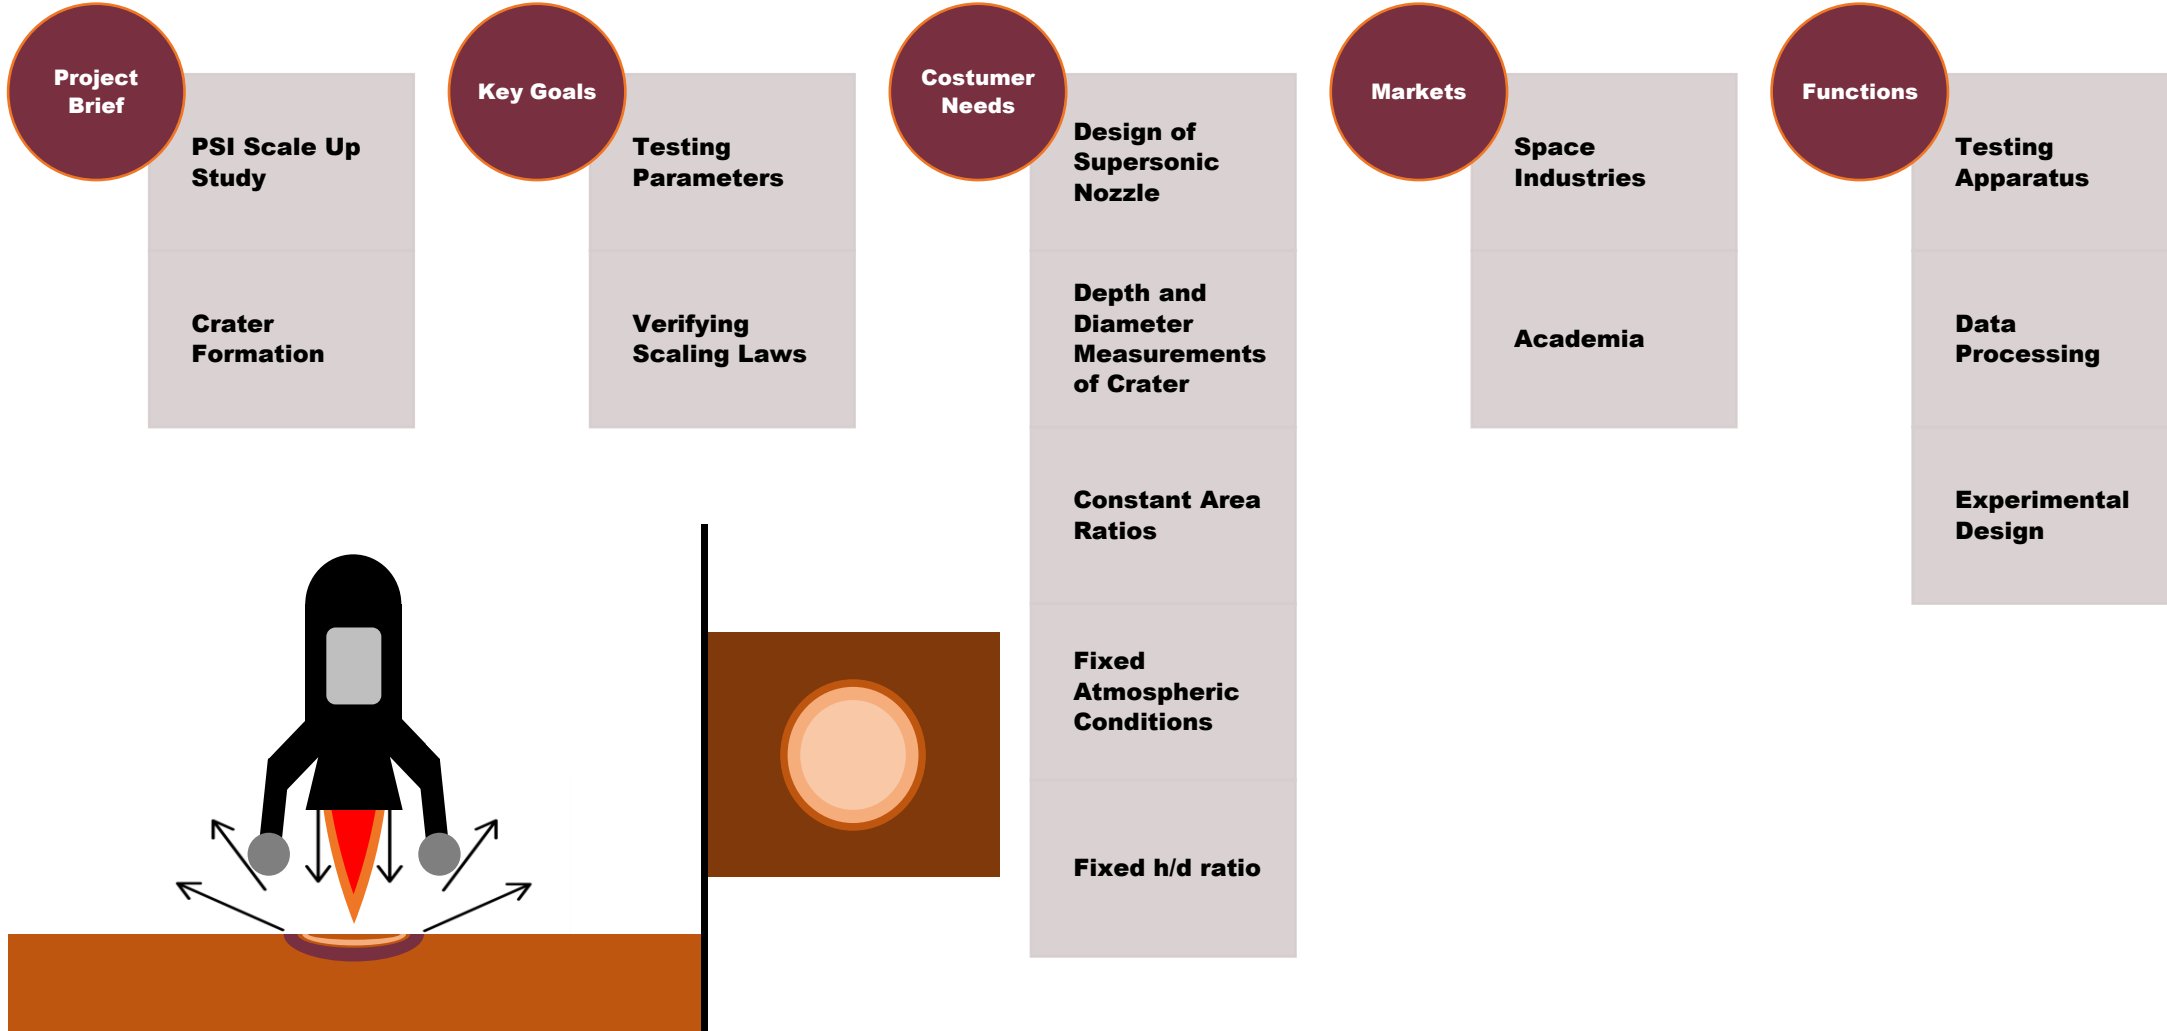 Project
Brief
PSI Scale Up
Study
Crater
Formation
Key Goals
Testing
Parameters
Verifying
Scaling Laws
Costumer
Needs
Design of
Supersonic
Nozzle
Depth and
Diameter
Measurements
of Crater
Constant Area
Ratios
Fixed
Atmospheric
Conditions
Fixed h/d ratio
Markets
Space
Industries
Academia
Functions
Testing
Apparatus
Data
Processing
Experimental
Design